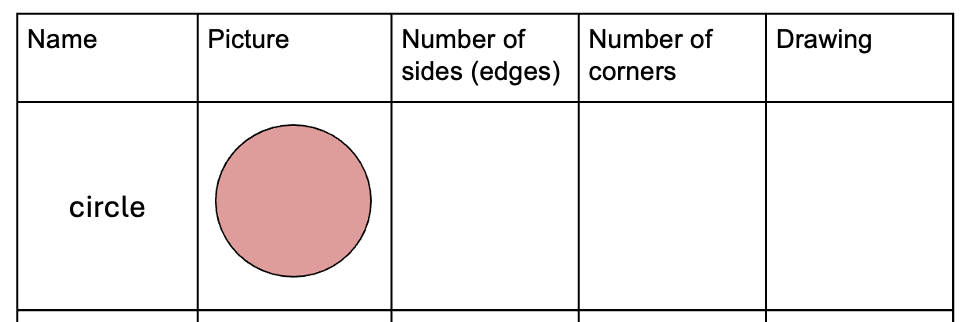 Name
Picture
Number of
sides (edges)
Number of
corners
Drawing
circle